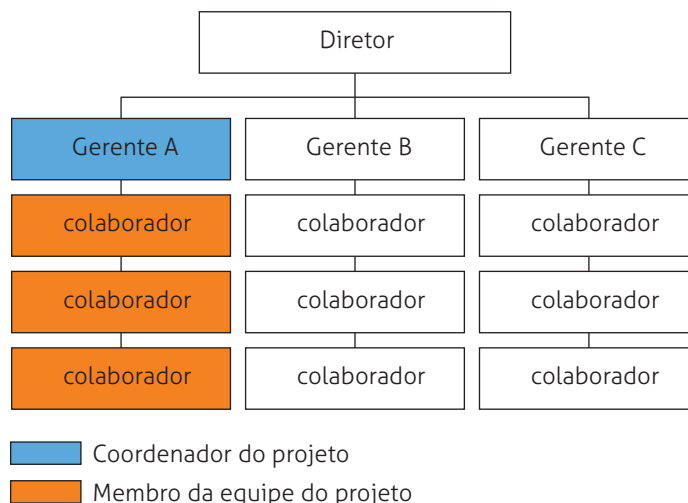 Diretor
Gerente A
Gerente B
Gerente C
colaborador
colaborador
colaborador
colaborador
colaborador
colaborador
colaborador
colaborador
colaborador
Coordenador do projeto
Membro da equipe do projeto